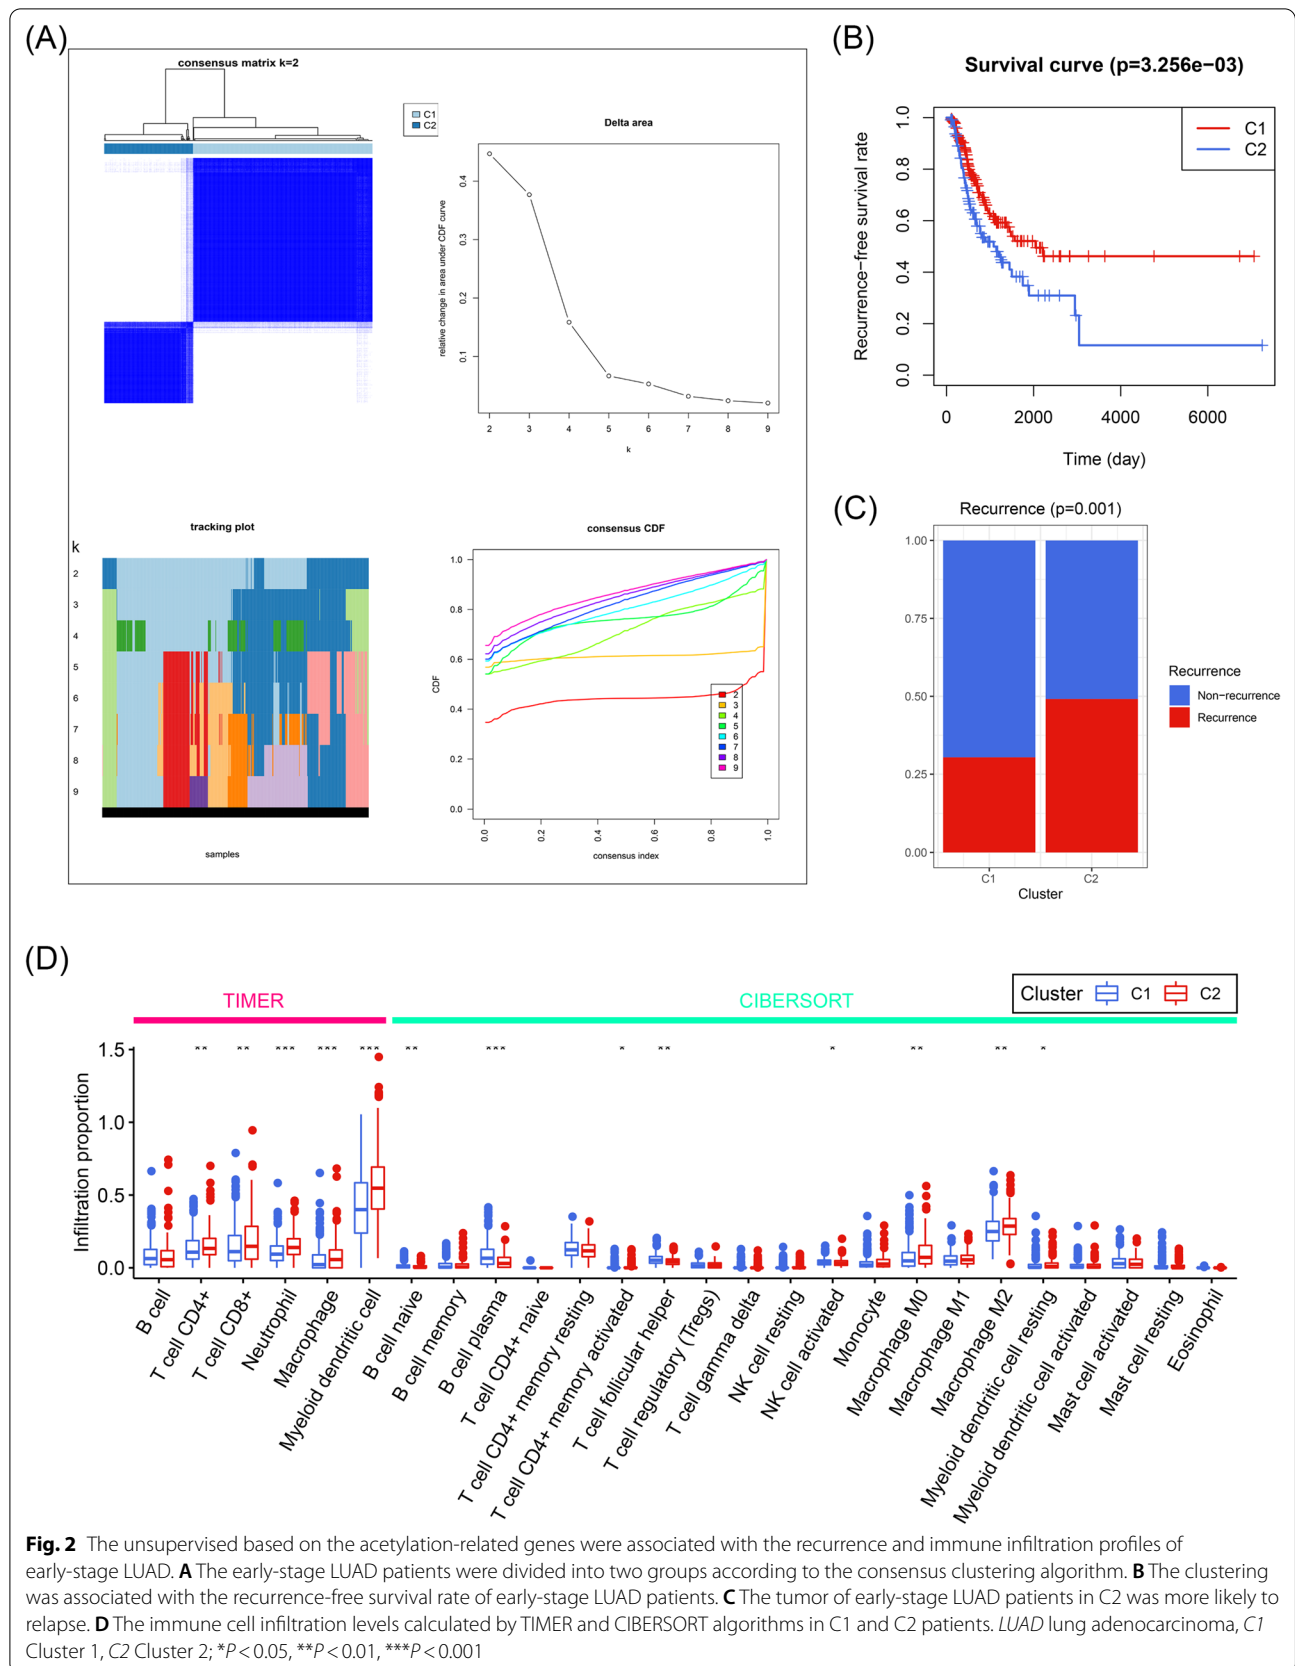 (A)
consensus matrix k=2
C1
C2
Delta area
relative change in area under CDF curve
0.4
0.3
0.2
0.1
2 3 4 5 6 7 8 9
k
tracking plot
k
2
3
4
5
6
7
8
9
samples
consensus CDF
CDF
1.0
0.8
0.6
0.4
0.2
0.0
2
3
4
5
6
7
8
9
0.0 0.2 0.4 0.6 0.8 1.0
consensus index
(B)
Survival curve (p=3.256e−03)
C1
C2
Recurrence−free survival rate
1.0
0.8
0.6
0.4
0.2
0.0
0 2000 4000 6000
Time (day)
(C)
Recurrence (p=0.001)
1.00
0.75
0.50
0.25
0.00
C1 C2
Cluster
Recurrence
Non-recurrence
Recurrence
(D)
TIMER
CIBERSORT
Cluster C1 C2
Infiltration proportion
1.5
1.0
0.5
0.0
** ** *** *** *** ** *** * ** * ** ** *
B cell
T cell CD4+
T cell CD8+
Neutrophil
Macrophage
Myeloid dendritic cell
B cell naive
B cell memory
B cell plasma
T cell CD4+ naive
T cell CD4+ memory resting
T cell CD4+ memory activated
T cell follicular helper
T cell regulatory (Tregs)
T cell gamma delta
NK cell resting
NK cell activated
Monocyte
Macrophage M0
Macrophage M1
Macrophage M2
Myeloid dendritic cell resting
Myeloid dendritic cell activated
Mast cell activated
Mast cell resting
Eosinophil
Fig. 2 The unsupervised based on the acetylation-related genes were associated with the recurrence and immune infiltration profiles of
early-stage LUAD. A The early-stage LUAD patients were divided into two groups according to the consensus clustering algorithm. B The clustering
was associated with the recurrence-free survival rate of early-stage LUAD patients. C The tumor of early-stage LUAD patients in C2 was more likely to
relapse. D The immune cell infiltration levels calculated by TIMER and CIBERSORT algorithms in C1 and C2 patients. LUAD lung adenocarcinoma, C1
Cluster 1, C2 Cluster 2; *P < 0.05, **P < 0.01, ***P < 0.001